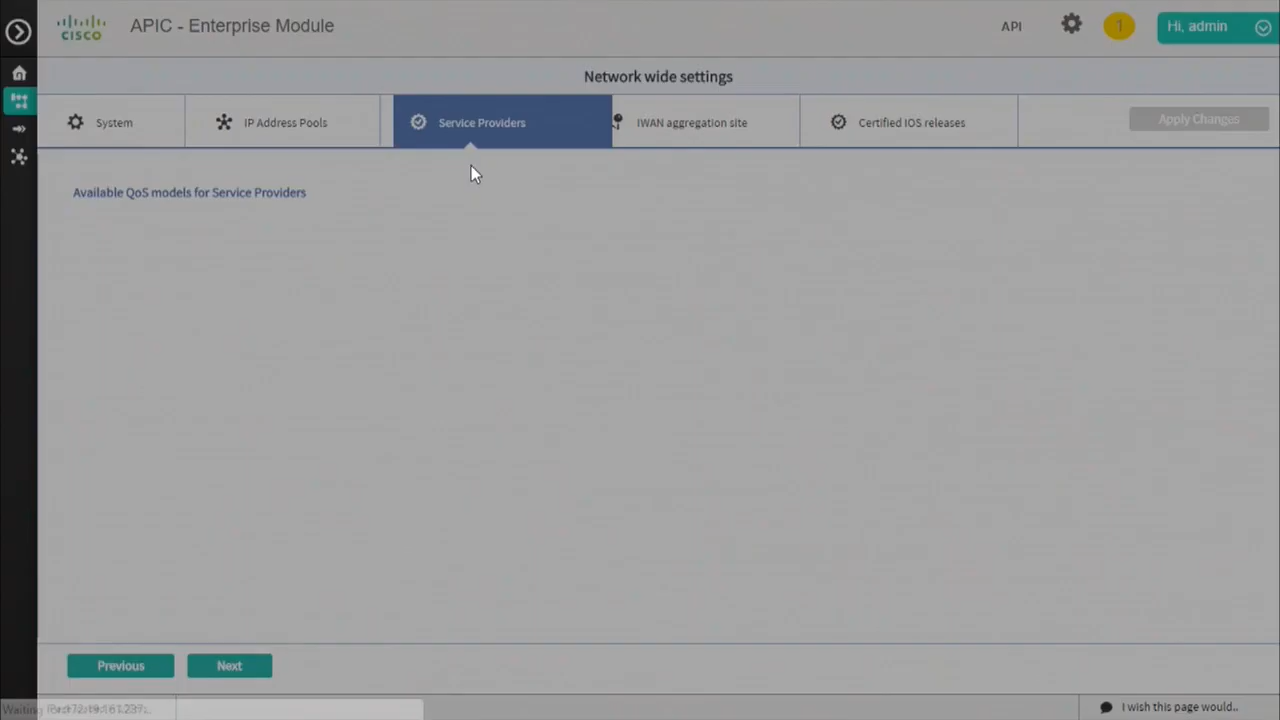 CISCO
APIC - Enterprise Module
API
1
Hi, admin
Network wide settings
System
IP Address Pools
Service Providers
IWAN aggregation site
Certified IOS releases
Apply Changes
Available QoS models for Service Providers
Previous
Next
Waiting
I wish this page would..